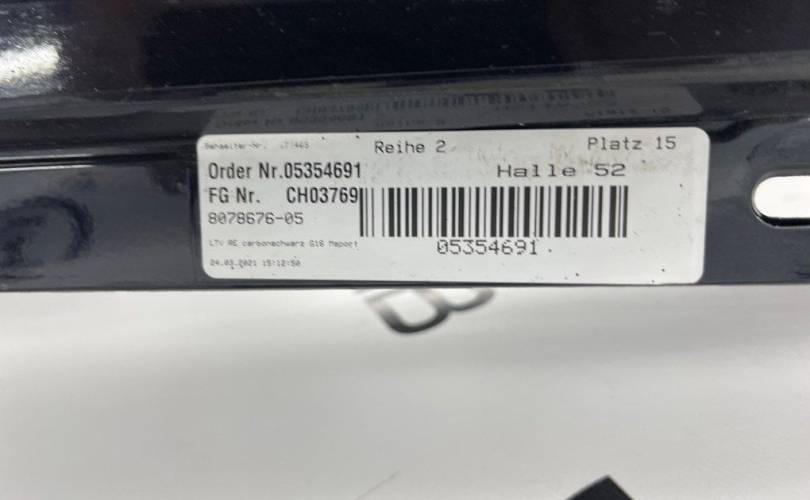 Reihe 2
Platz 15
Order Nr.05354691
Halle 52
FG Nr. CH03769
8078676-05
05354691
LTV RE carbonschwarz G16 Maport
24.03.2021 15:12:50
B